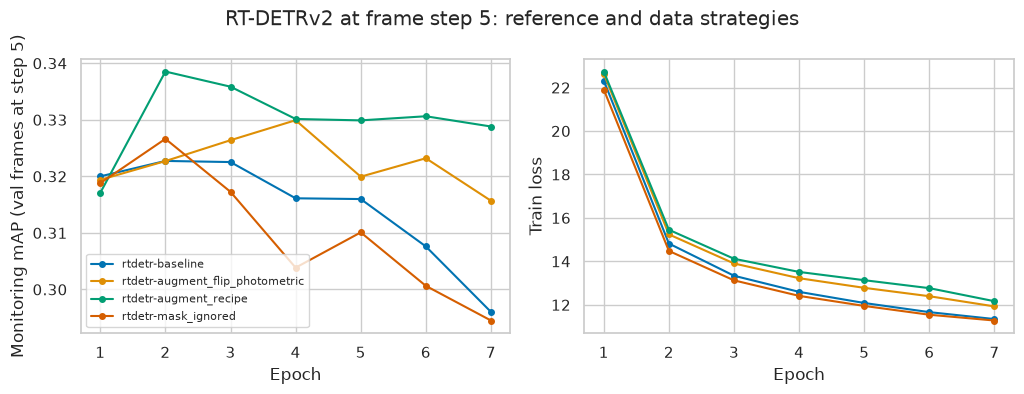 RT-DETRv2 at frame step 5: reference and data strategies
Monitoring mAP (val frames at step 5)
0.34
0.33
0.32
0.31
0.30
rtdetr-baseline
rtdetr-augment_flip_photometric
rtdetr-augment_recipe
rtdetr-mask_ignored
1 2 3 4 5 6 7
Epoch
Train loss
22
20
18
16
14
12
1 2 3 4 5 6 7
Epoch